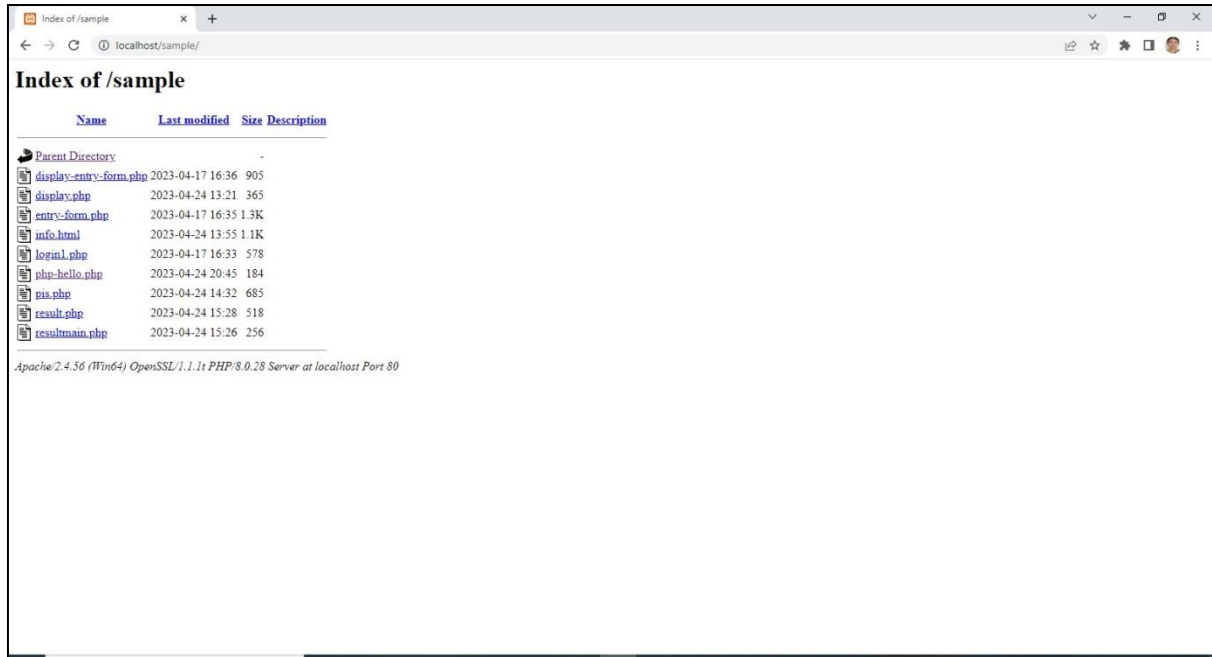 Index of /sample
localhost/sample/
Index of /sample
Name Last modified Size Description
Parent Directory -
display-entry-form.php 2023-04-17 16:36 905
display.php 2023-04-24 13:21 365
entry-form.php 2023-04-17 16:35 1.3K
info.html 2023-04-24 13:55 1.1K
login1.php 2023-04-17 16:33 578
php-hello.php 2023-04-24 20:45 184
pis.php 2023-04-24 14:32 685
result.php 2023-04-24 15:28 518
resultmain.php 2023-04-24 15:26 256
Apache/2.4.56 (Win64) OpenSSL/1.1.1t PHP/8.0.28 Server at localhost Port 80